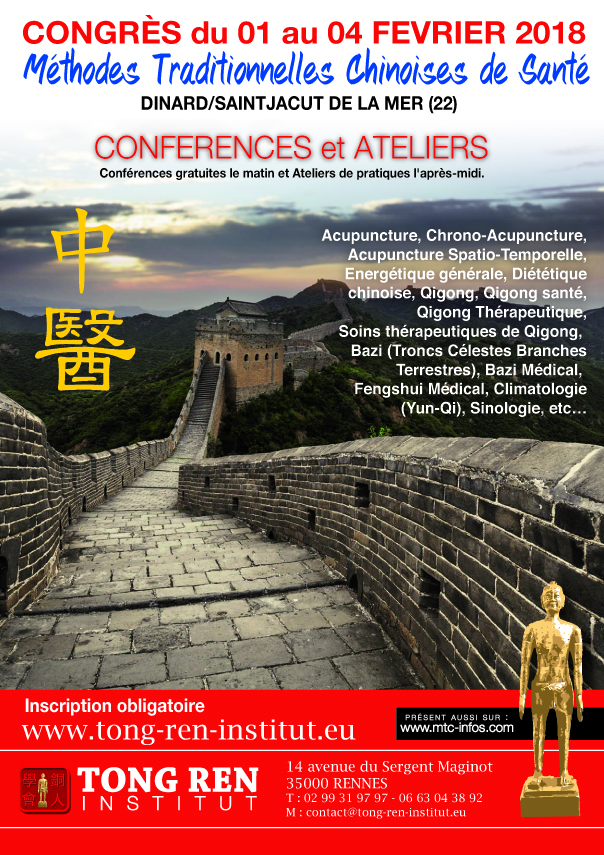 CONGRÈS du 01 au 04 FEVRIER 2018
Méthodes Traditionnelles Chinoises de Santé
DINARD/SAINTJACUT DE LA MER (22)
CONFERENCES et ATELIERS
Conférences gratuites le matin et Ateliers de pratiques l'après-midi.
中
醫
Acupuncture, Chrono-Acupuncture,
Acupuncture Spatio-Temporelle,
Energétique générale, Diététique
chinoise, Qigong, Qigong santé,
Qigong Thérapeutique,
Soins thérapeutiques de Qigong,
Bazi (Troncs Célestes Branches
Terrestres), Bazi Médical,
Fengshui Médical, Climatologie
(Yun-Qi), Sinologie, etc…
Inscription obligatoire
www.tong-ren-institut.eu
PRÉSENT AUSSI SUR :
www.mtc-infos.com
學 銅
會 人
TONG REN
INSTITUT
14 avenue du Sergent Maginot
35000 RENNES
T : 02 99 31 97 97 - 06 63 04 38 92
M : contact@tong-ren-institut.eu